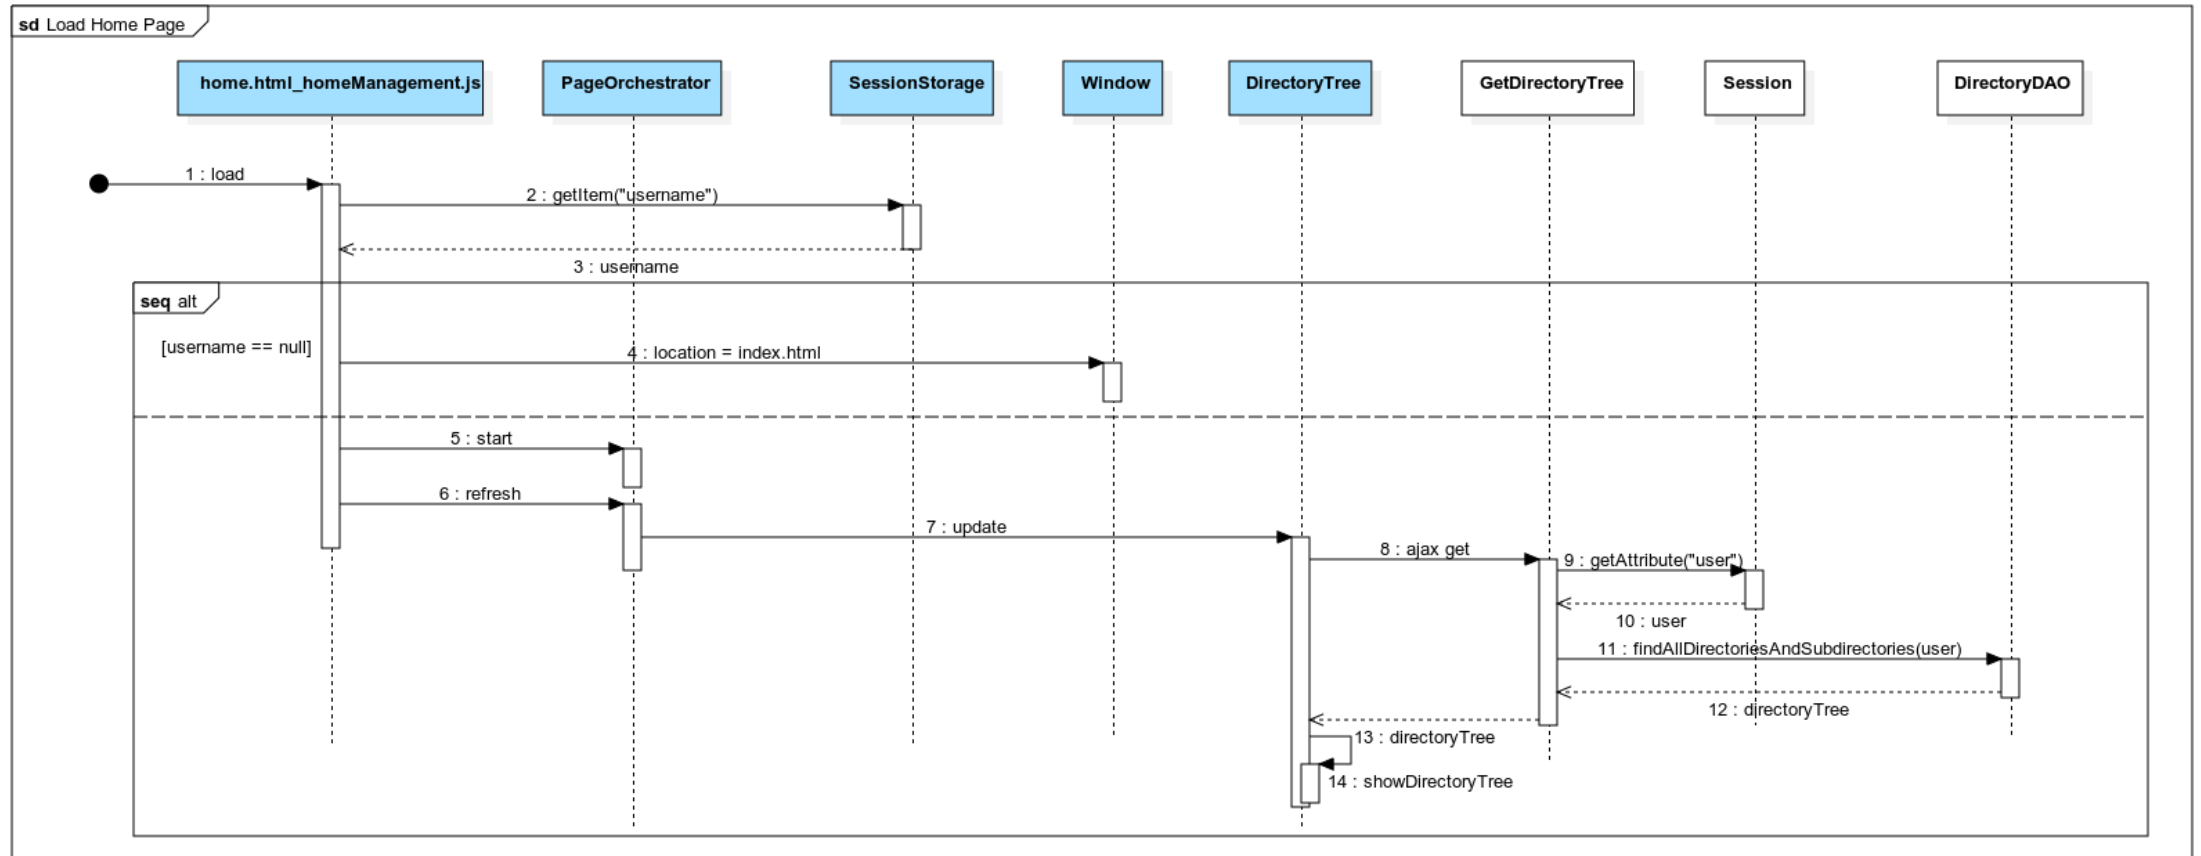 sd Load Home Page
home.html_homeManagement.js
PageOrchestrator
SessionStorage
Window
DirectoryTree
GetDirectoryTree
Session
DirectoryDAO
1 : load
2 : getItem("username")
3 : username
seq alt
[username == null]
4 : location = index.html
5 : start
6 : refresh
7 : update
8 : ajax get
9 : getAttribute("user")
10 : user
11 : findAllDirectoriesAndSubdirectories(user)
12 : directoryTree
13 : directoryTree
14 : showDirectoryTree